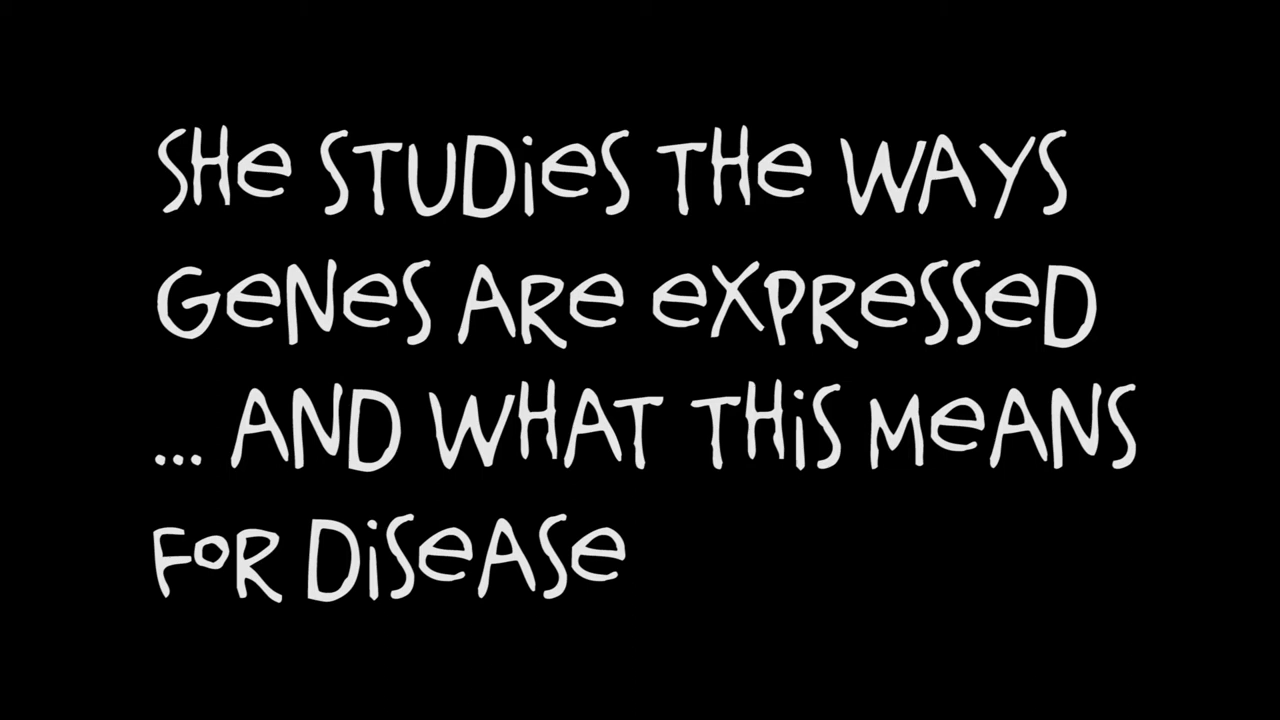 SHe STUDieS THe WAYS
GeNeS ARe eXPReSSeD
... AND WHAT THiS MeANS
FoR DiSeASe